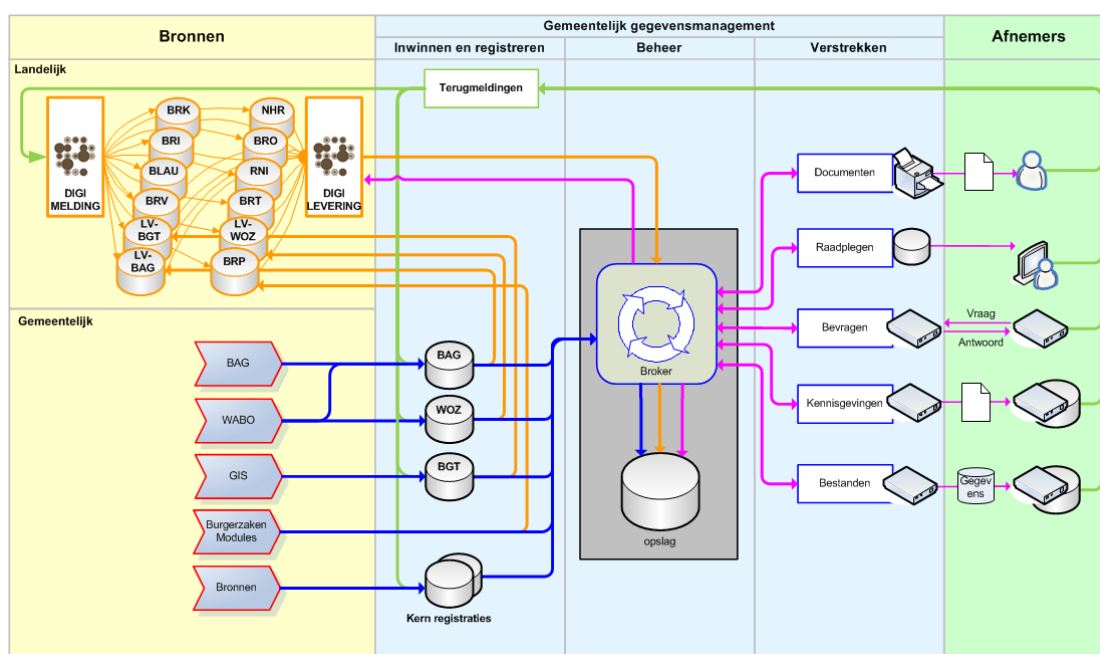 Bronnen
Gemeentelijk gegevensmanagement
Afnemers
Inwinnen en registreren
Beheer
Verstrekken
Landelijk
Terugmeldingen
BRK
NHR
BRI
BRO
BLAU
RNI
DIGI
MELDING
DIGI
LEVERING
BRV
BRT
LV-
BGT
LV-
WOZ
LV-
BAG
BRP
Documenten
Raadplegen
Bevragen
Vraag
Antwoord
Kennisgevingen
Bestanden
Gegev
ens
Broker
opslag
Gemeentelijk
BAG
BAG
WABO
WOZ
GIS
BGT
Burgerzaken
Modules
Bronnen
Kern registraties